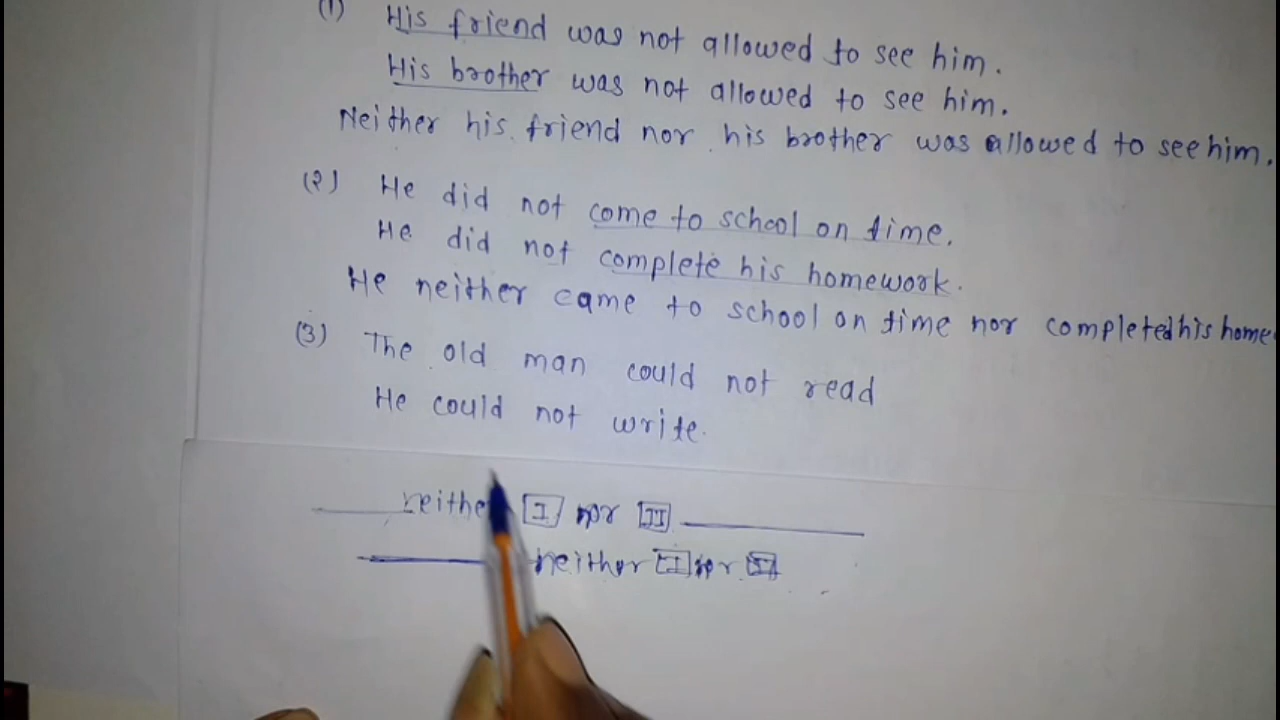 (1) His friend was not allowed to see him.
His brother was not allowed to see him.
Neither his friend nor his brother was allowed to see him.
(२) He did not come to school on time.
He did not complete his homework.
He neither came to school on time nor completed his home
(3) The old man could not read
He could not write.
neither I nor II
neither I nor II